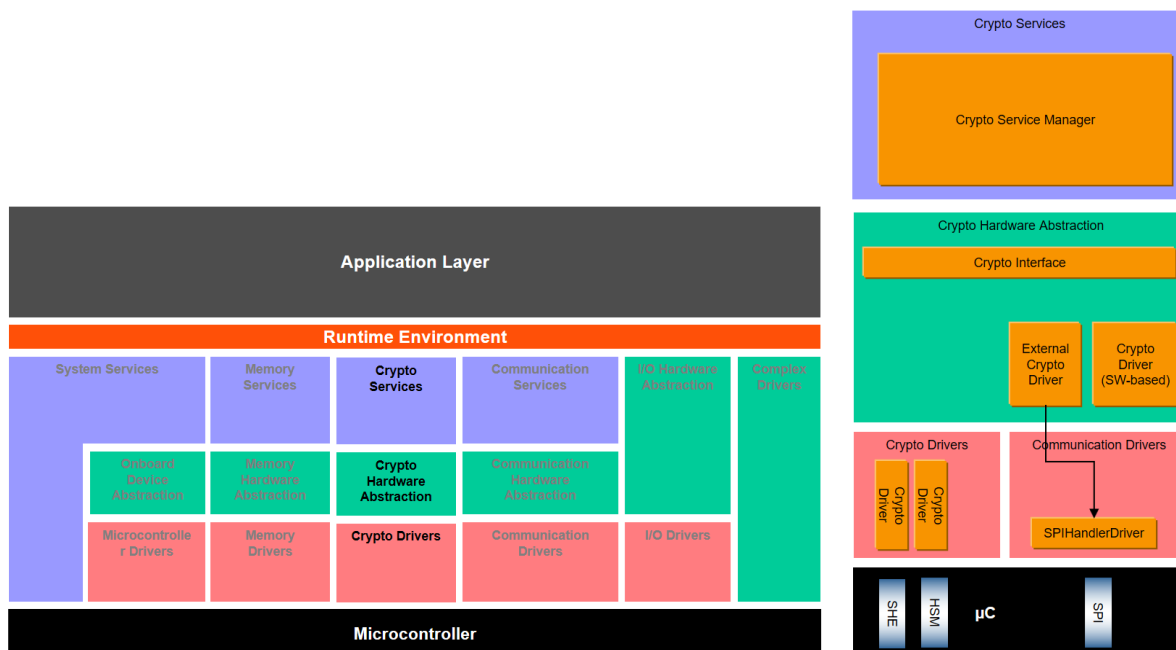 Application Layer
Runtime Environment
System Services
Memory
Services
Crypto
Services
Communication
Services
I/O Hardware
Abstraction
Complex
Drivers
Onboard
Device
Abstraction
Memory
Hardware
Abstraction
Crypto
Hardware
Abstraction
Communication
Hardware
Abstraction
Microcontrolle
r Drivers
Memory
Drivers
Crypto Drivers
Communication
Drivers
I/O Drivers
Microcontroller
Crypto Services
Crypto Service Manager
Crypto Hardware Abstraction
Crypto Interface
External
Crypto
Driver
Crypto
Driver
(SW-based)
Crypto Drivers
Crypto
Driver
Crypto
Driver
Communication Drivers
SPIHandlerDriver
SHE
HSM
µC
SPI